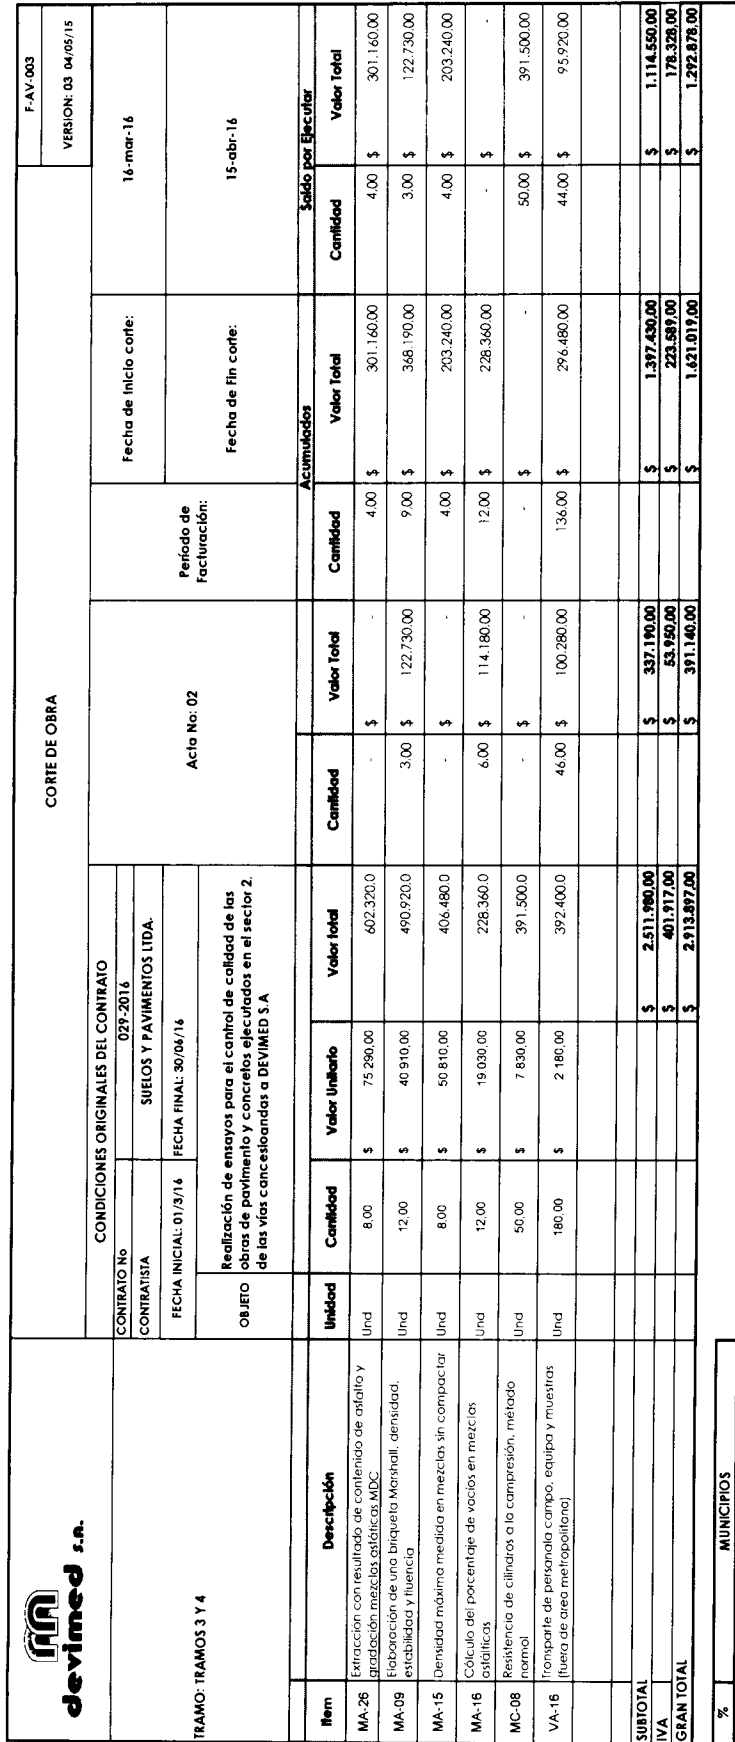 devimed s.a.
CORTE DE OBRA
F-AV-003
VERSION: 03 04/05/15
TRAMO: TRAMOS 3 Y 4
CONDICIONES ORIGINALES DEL CONTRATO
CONTRATO No 029-2016
CONTRATISTA SUELOS Y PAVIMENTOS LTDA.
FECHA INICIAL: 01/3/16 FECHA FINAL: 30/06/16
OBJETO Realización de ensayos para el control de calidad de las
obras de pavimento y concretos ejecutados en el sector 2,
de las vías concesionadas a DEVIMED S.A
Acta No: 02
Período de
Facturación:
Fecha de Inicio corte: 16-mar-16
Fecha de Fin corte: 15-abr-16
Acumulados Saldo por Ejecutar
Item Descripción Unidad Cantidad Valor Unitario Valor total Cantidad Valor Total Cantidad Valor Total Cantidad Valor Total
MA-26 Extracción con resultado de contenido de asfalto y
gradación mezclas asfáticas MDC Und 8,00 $ 75 290,00 602.320.0 - $ - 4.00 $ 301.160.00 4.00 $ 301.160.00
MA-09 Elaboración de una briqueta Marshall, densidad,
estabilidad y fluencia Und 12,00 $ 40 910,00 490.920.0 3.00 $ 122.730.00 9.00 $ 368.190.00 3.00 $ 122.730.00
MA-15 Densidad máxima medida en mezclas sin compactar Und 8,00 $ 50 810,00 406.480.0 - $ - 4.00 $ 203.240.00 4.00 $ 203.240.00
MA-16 Cálculo del porcentaje de vacios en mezclas
asfálticas Und 12,00 $ 19.030,00 228.360.0 6.00 $ 114.180.00 12.00 $ 228.360.00 - $ -
MC-08 Resistencia de cilindros a la compresión, método
normal Und 50,00 $ 7 830,00 391.500.0 - $ - - $ - 50.00 $ 391.500.00
VA-16 Transporte de personala campo, equipo y muestras
(fuera de area metropolitana) Und 180,00 $ 2 180,00 392.400.0 46.00 $ 100.280.00 136.00 $ 296.480.00 44.00 $ 95.920.00
SUBTOTAL $ 2.511.980,00 $ 337.190,00 $ 1.397.430,00 $ 1.114.550,00
IVA $ 401.917,00 $ 53.950,00 $ 223.589,00 $ 178.328,00
GRAN TOTAL $ 2.913.897,00 $ 391.140,00 $ 1.621.019,00 $ 1.292.878,00
% MUNICIPIOS